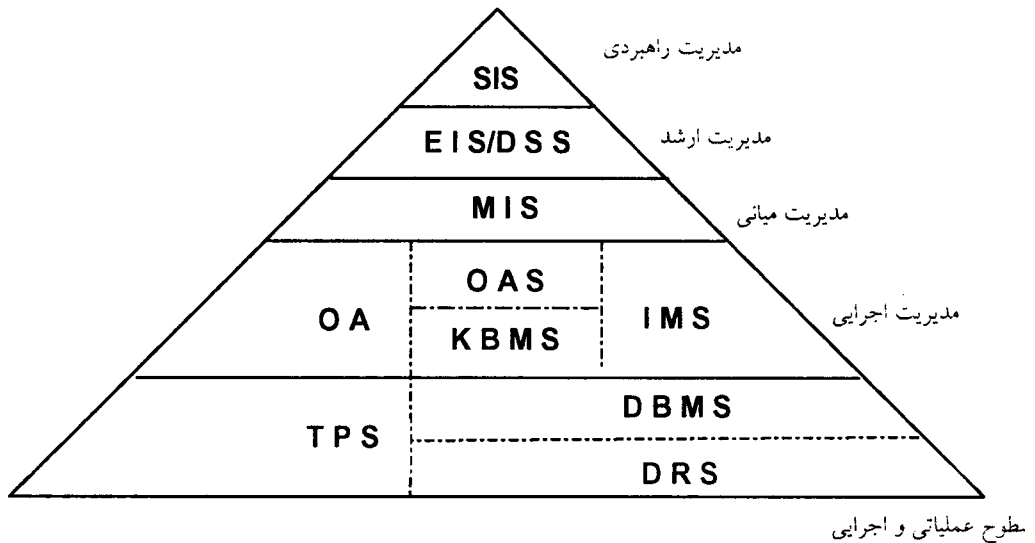 مدیریت راهبردی
SIS
EIS/DSS
مدیریت ارشد
MIS
مدیریت میانی
OAS
OA
IMS
مدیریت اجرایی
KBMS
DBMS
TPS
DRS
سطوح عملیاتی و اجرایی